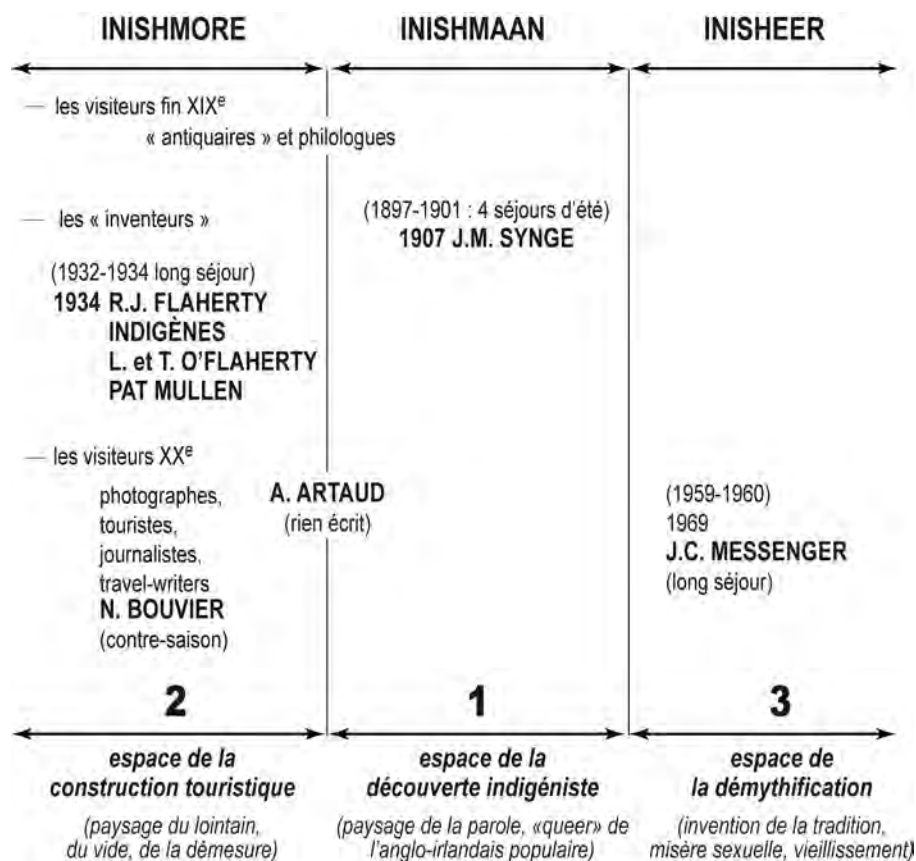 INISHMORE INISHMAAN INISHEER
— les visiteurs fin XIXe
« antiquaires » et philologues
— les « inventeurs »
(1897-1901 : 4 séjours d'été)
1907 J.M. SYNGE
(1932-1934 long séjour)
1934 R.J. FLAHERTY
INDIGÈNES
L. et T. O'FLAHERTY
PAT MULLEN
— les visiteurs XXe
photographes,
touristes,
journalistes,
travel-writers
N. BOUVIER
(contre-saison)
A. ARTAUD
(rien écrit)
(1959-1960)
1969
J.C. MESSENGER
(long séjour)
2 1 3
espace de la
construction touristique
(paysage du lointain,
du vide, de la démesure)
espace de la
découverte indigéniste
(paysage de la parole, «queer» de
l'anglo-irlandais populaire)
espace de
la démythification
(invention de la tradition,
misère sexuelle, vieillissement)